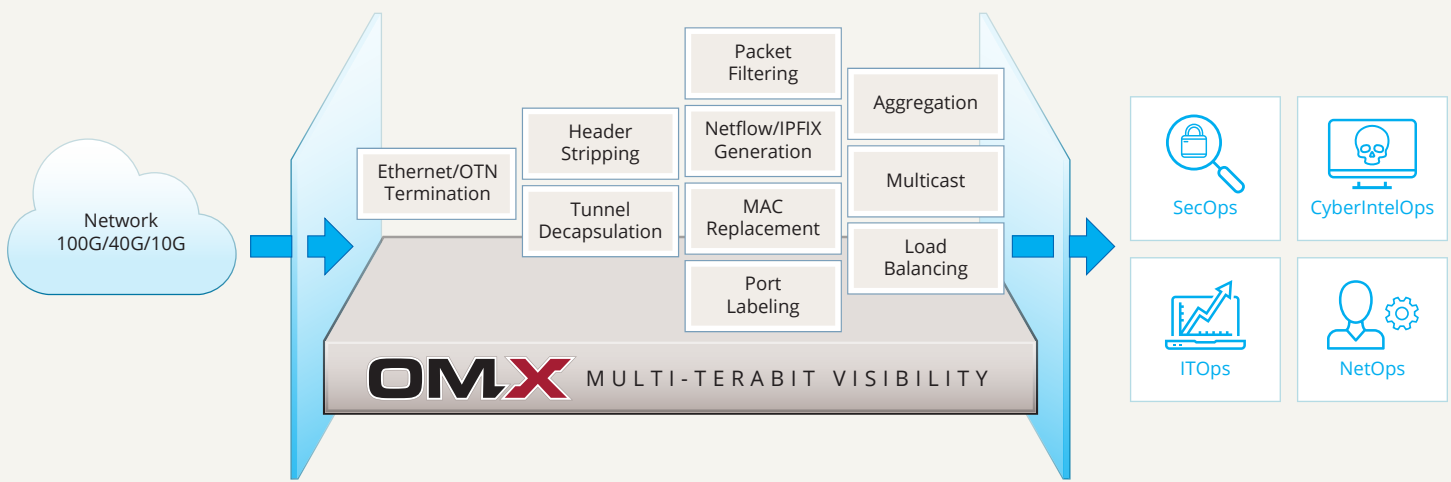 Network
100G/40G/10G
Ethernet/OTN
Termination
Header
Stripping
Tunnel
Decapsulation
Packet
Filtering
Netflow/IPFIX
Generation
MAC
Replacement
Port
Labeling
Aggregation
Multicast
Load
Balancing
OMX MULTI-TERABIT VISIBILITY
SecOps
CyberIntelOps
ITOps
NetOps